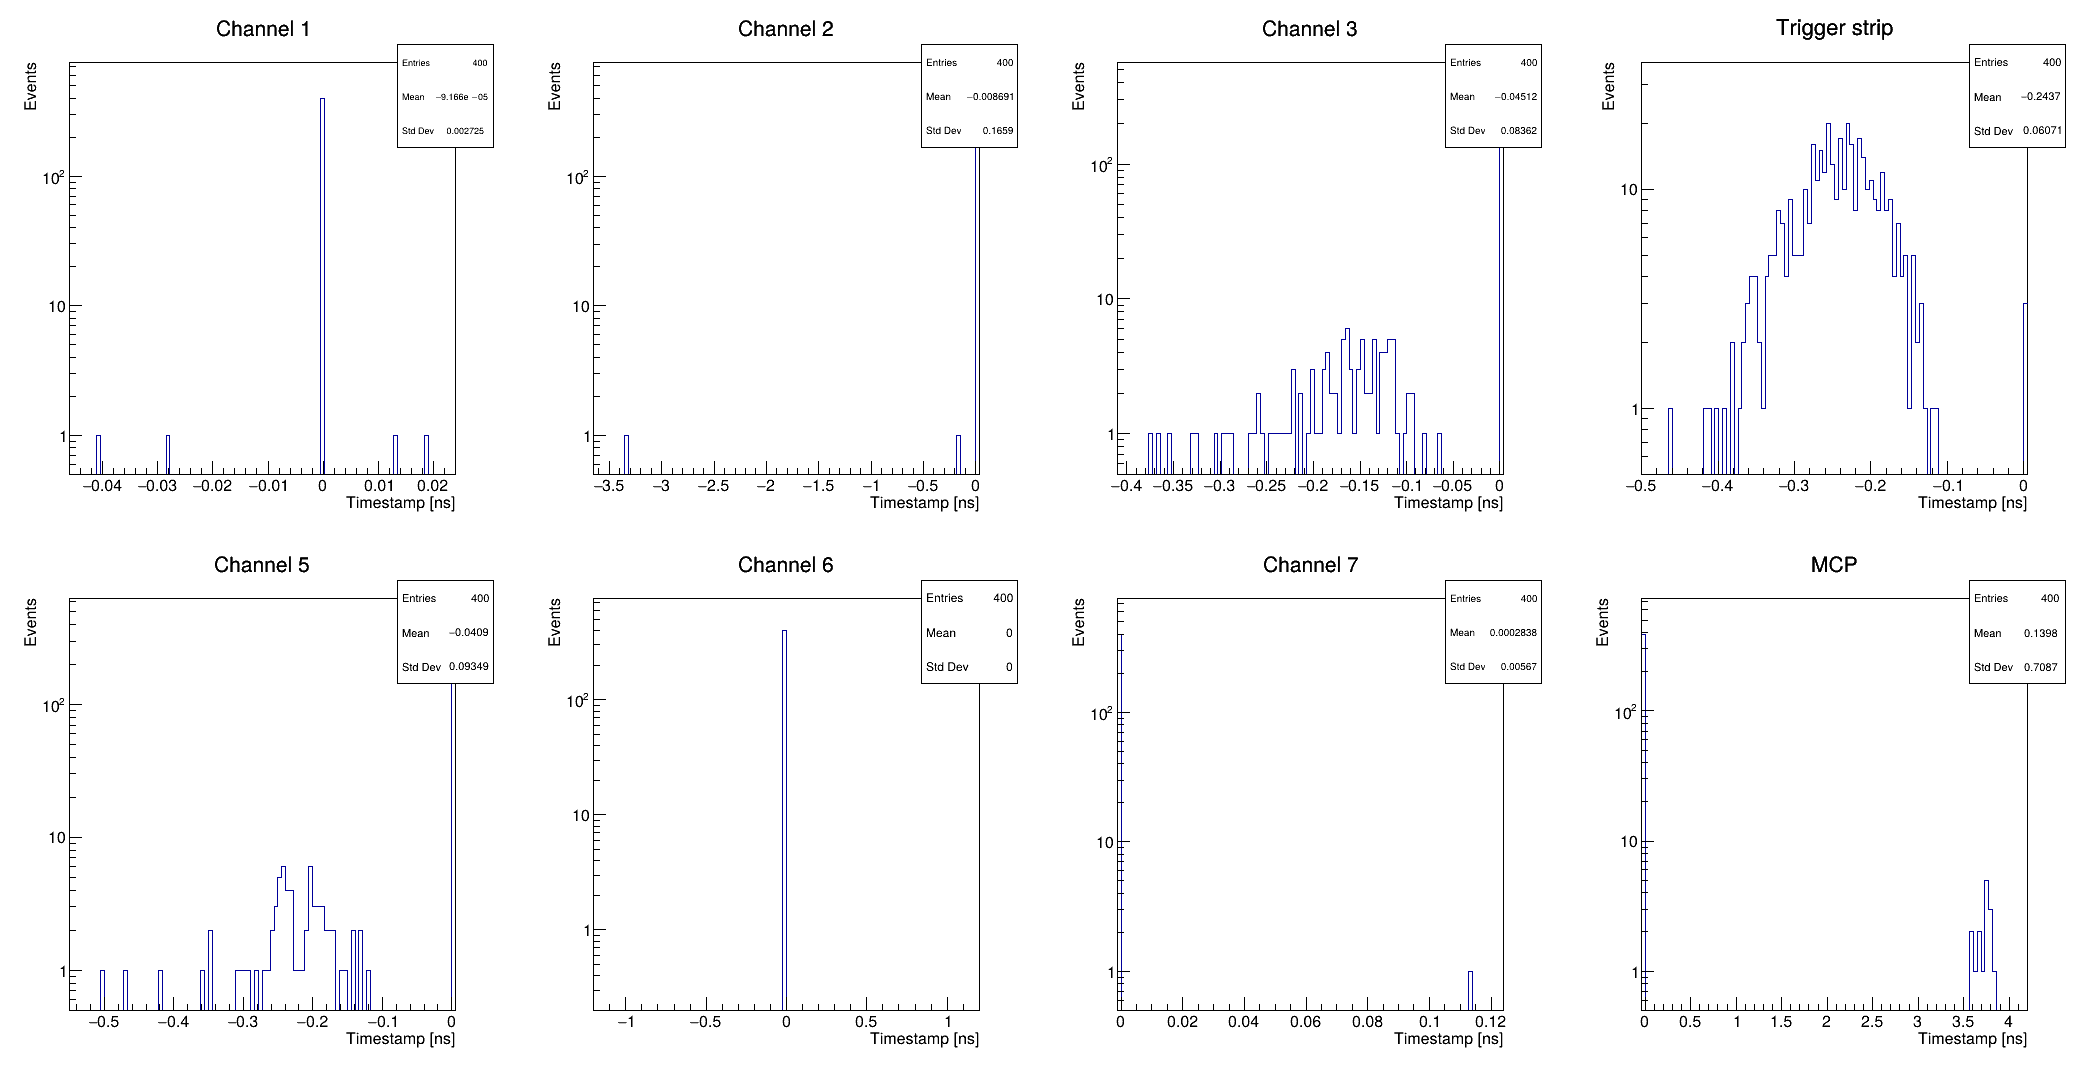 Channel 1
Events
Entries 400
Mean −9.166e −05
Std Dev 0.002725
10²
10
1
−0.04 −0.03 −0.02 −0.01 0 0.01 0.02
Timestamp [ns]
Channel 2
Events
Entries 400
Mean −0.008691
Std Dev 0.1659
10²
10
1
−3.5 −3 −2.5 −2 −1.5 −1 −0.5 0
Timestamp [ns]
Channel 3
Events
Entries 400
Mean −0.04512
Std Dev 0.08362
10²
10
1
−0.4 −0.35 −0.3 −0.25 −0.2 −0.15 −0.1 −0.05 0
Timestamp [ns]
Trigger strip
Events
Entries 400
Mean −0.2437
Std Dev 0.06071
10
1
−0.5 −0.4 −0.3 −0.2 −0.1 0
Timestamp [ns]
Channel 5
Events
Entries 400
Mean −0.0409
Std Dev 0.09349
10²
10
1
−0.5 −0.4 −0.3 −0.2 −0.1 0
Timestamp [ns]
Channel 6
Events
Entries 400
Mean 0
Std Dev 0
10²
10
1
−1 −0.5 0 0.5 1
Timestamp [ns]
Channel 7
Events
Entries 400
Mean 0.0002838
Std Dev 0.00567
10²
10
1
0 0.02 0.04 0.06 0.08 0.1 0.12
Timestamp [ns]
MCP
Events
Entries 400
Mean 0.1398
Std Dev 0.7087
10²
10
1
0 0.5 1 1.5 2 2.5 3 3.5 4
Timestamp [ns]